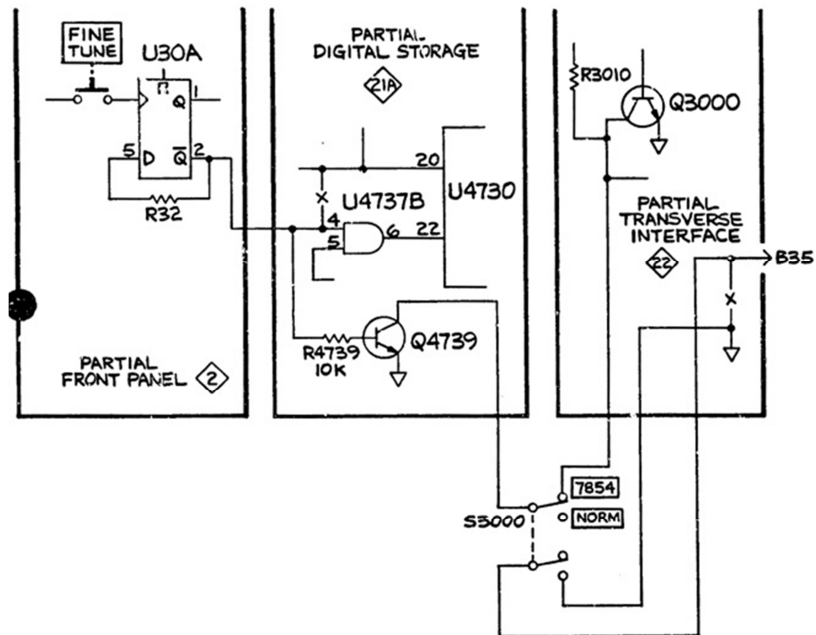 FINE
TUNE
U30A
Q 1
5 D Q 2
R32
PARTIAL
FRONT PANEL 2
PARTIAL
DIGITAL STORAGE
21A
20
U4737B
U4730
4
5
6 22
R4739
10K
Q4739
R3010
Q3000
PARTIAL
TRANSVERSE
INTERFACE
22
B35
X
X
S3000
7854
NORM